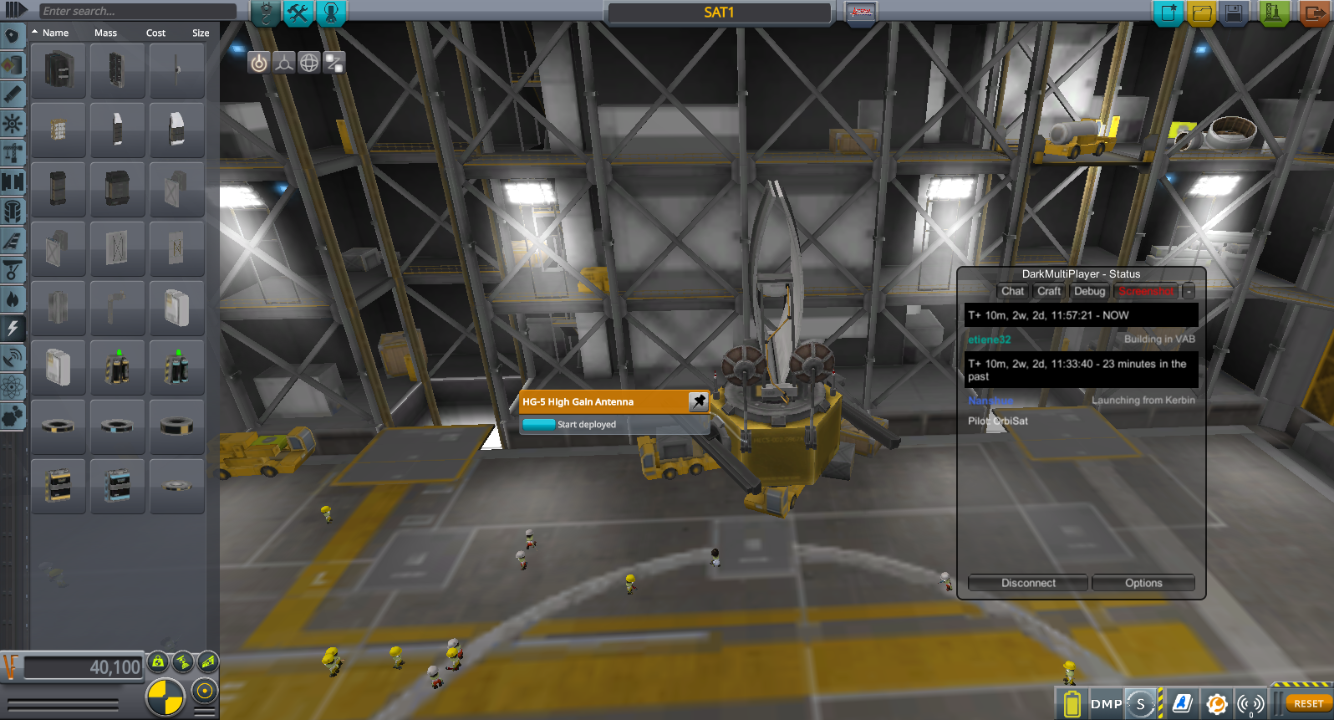 Enter search...
SAT1
Name Mass Cost Size
DarkMultiPlayer - Status
Chat Craft Debug Screenshot -
T+ 10m, 2w, 2d, 11:57:21 - NOW
etiene32 Building in VAB
T+ 10m, 2w, 2d, 11:33:40 - 23 minutes in the
past
Launching from Kerbin
HG-5 High Gain Antenna
Start deployed
Pilot: OrbiSat
Disconnect Options
40,100
DMP S 0 RESET